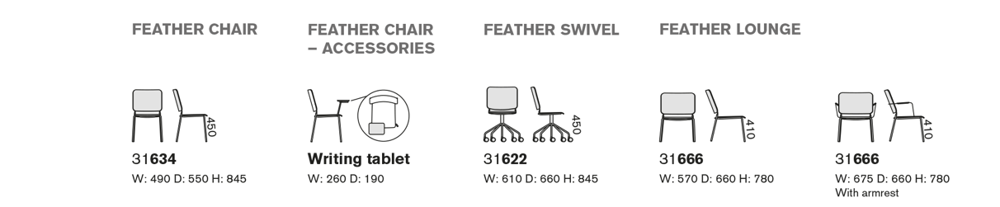 FEATHER CHAIR
FEATHER CHAIR
– ACCESSORIES
FEATHER SWIVEL
FEATHER LOUNGE
450
450
410
410
31634
Writing tablet
31622
31666
31666
W: 490 D: 550 H: 845
W: 260 D: 190
W: 610 D: 660 H: 845
W: 570 D: 660 H: 780
W: 675 D: 660 H: 780
With armrest